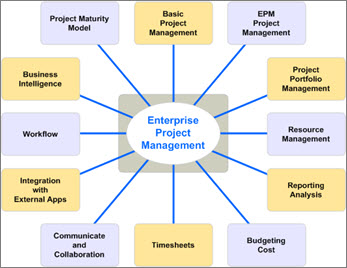 Project Maturity
Model
Basic
Project
Management
EPM
Project
Management
Business
Intelligence
Project
Portfolio
Management
Enterprise
Project
Management
Workflow
Resource
Management
Integration
with
External Apps
Reporting
Analysis
Communicate
and
Collaboration
Timesheets
Budgeting
Cost